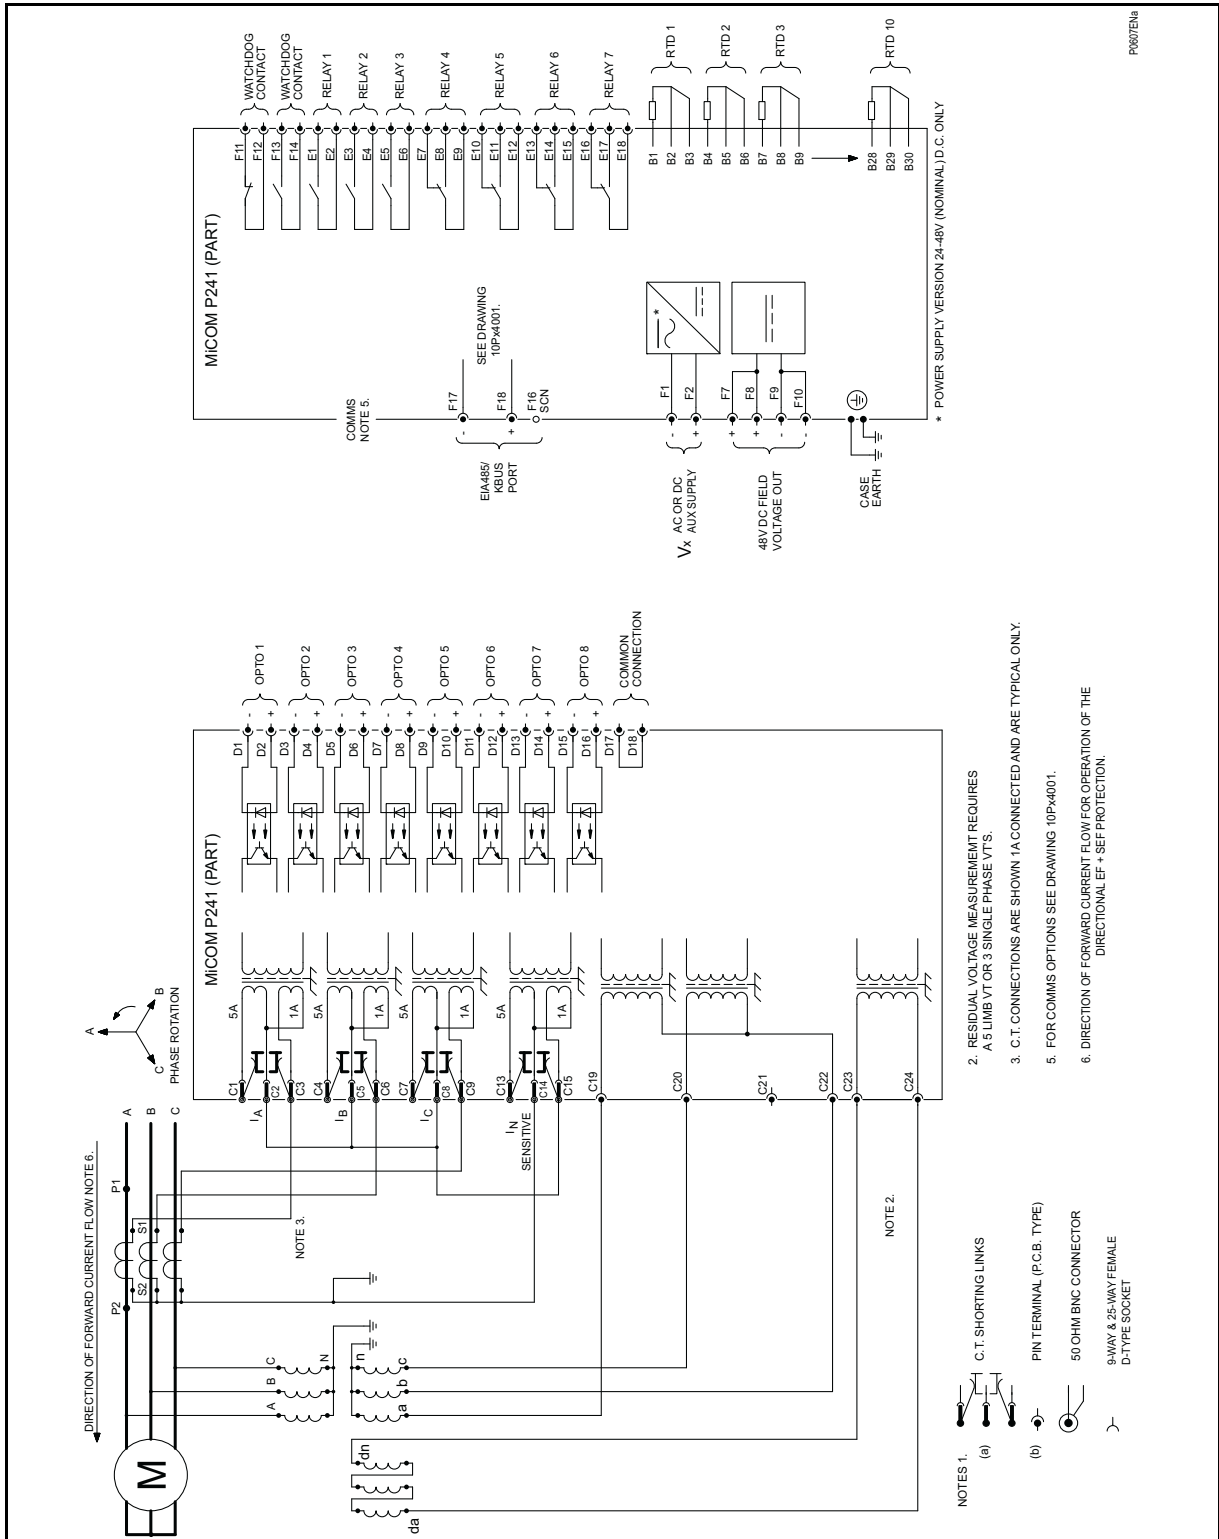 P0607ENa
MiCOM P241 (PART)
F11
F12
F13
F14
E1
E2
E3
E4
E5
E6
E7
E8
E9
E10
E11
E12
E13
E14
E15
E16
E17
E18
WATCHDOG
CONTACT
WATCHDOG
CONTACT
RELAY 1
RELAY 2
RELAY 3
RELAY 4
RELAY 5
RELAY 6
RELAY 7
B1
B2
B3
B4
B5
B6
B7
B8
B9
B28
B29
B30
RTD 1
RTD 2
RTD 3
RTD 10
COMMS
NOTE 5.
SEE DRAWING
10Px4001.
F17
F18
F16
SCN
-
+
EIA485/
KBUS
PORT
*
F1
F2
-
+
Vx
AC OR DC
AUX SUPPLY
F7
F8
F9
F10
+
+
-
-
48V DC FIELD
VOLTAGE OUT
CASE
EARTH
* POWER SUPPLY VERSION 24-48V (NOMINAL) D.C. ONLY
DIRECTION OF FORWARD CURRENT FLOW NOTE 6.
A
B
C
PHASE ROTATION
M
P2
P1
A
B
C
S2
S1
MiCOM P241 (PART)
D1
D2
D3
D4
D5
D6
D7
D8
D9
D10
D11
D12
D13
D14
D15
D16
D17
D18
-
+
-
+
-
+
-
+
-
+
-
+
-
+
-
+
OPTO 1
OPTO 2
OPTO 3
OPTO 4
OPTO 5
OPTO 6
OPTO 7
OPTO 8
COMMON
CONNECTION
5A
1A
5A
1A
5A
1A
5A
1A
C1
C2
C3
C4
C5
C6
C7
C8
C9
C13
C14
C15
C19
C20
C21
C22
C23
C24
IA
IB
IC
IN
SENSITIVE
NOTE 3.
NOTE 2.
A
B
C
N
n
a
b
c
dn
da
NOTES 1.
(a)
C.T. SHORTING LINKS
(b)
PIN TERMINAL (P.C.B. TYPE)
50 OHM BNC CONNECTOR
9-WAY & 25-WAY FEMALE
D-TYPE SOCKET
2. RESIDUAL VOLTAGE MEASUREMEMT REQUIRES
A 5 LIMB VT OR 3 SINGLE PHASE VT'S.
3. C.T. CONNECTIONS ARE SHOWN 1A CONNECTED AND ARE TYPICAL ONLY.
5. FOR COMMS OPTIONS SEE DRAWING 10Px4001.
6. DIRECTION OF FORWARD CURRENT FLOW FOR OPERATION OF THE
DIRECTIONAL EF + SEF PROTECTION.